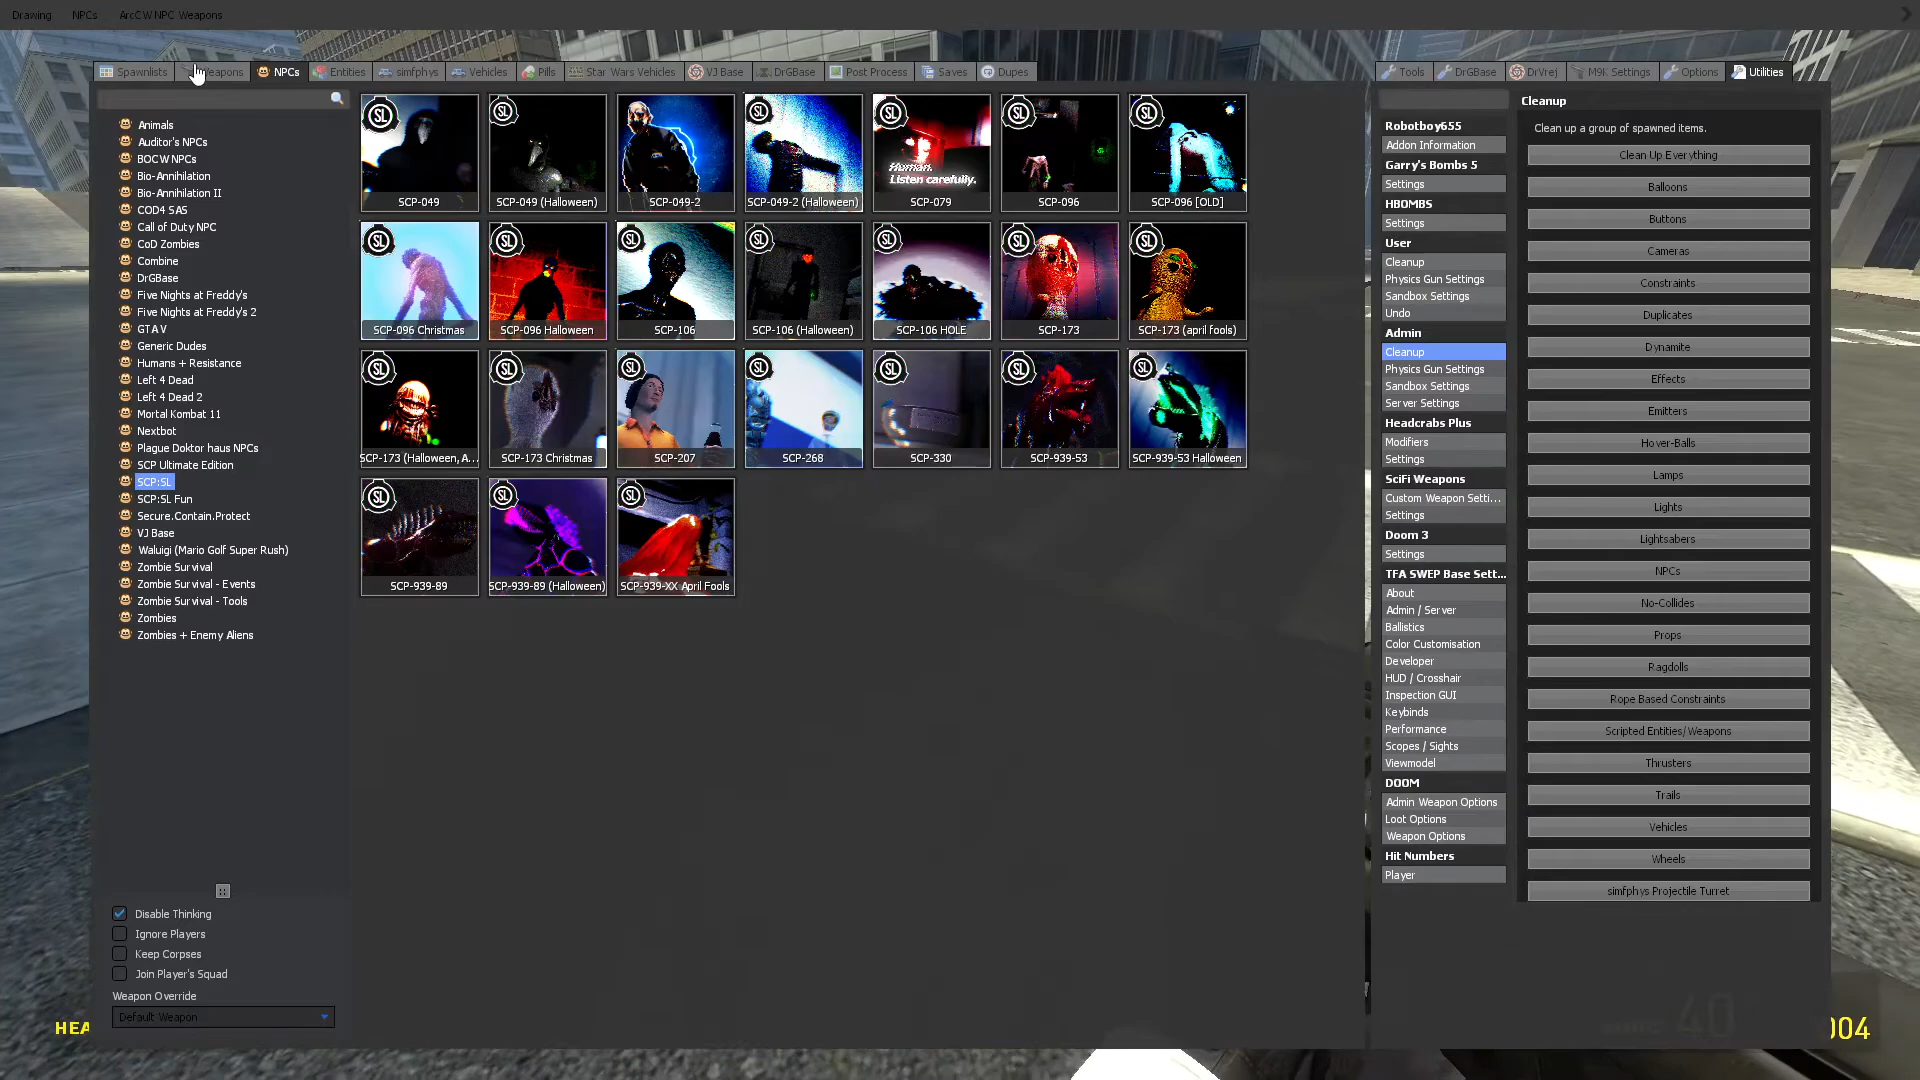 Drawing NPCs ArcCW NPC Weapons
Spawnlists Weapons NPCs Entities simfphys Vehicles Pills Star Wars Vehicles VJ Base DrGBase Post Process Saves Dupes
Tools DrGBase DrVrej M9K Settings Options Utilities
Animals
Auditor's NPCs
BOCW NPCs
Bio-Annihilation
Bio-Annihilation II
COD4 SAS
Call of Duty NPC
CoD Zombies
Combine
DrGBase
Five Nights at Freddy's
Five Nights at Freddy's 2
GTA V
Generic Dudes
Humans + Resistance
Left 4 Dead
Left 4 Dead 2
Mortal Kombat 11
Nextbot
Plague Doktor haus NPCs
SCP Ultimate Edition
SCP:SL
SCP:SL Fun
Secure.Contain.Protect
VJ Base
Waluigi (Mario Golf Super Rush)
Zombie Survival
Zombie Survival - Events
Zombie Survival - Tools
Zombies
Zombies + Enemy Aliens
Disable Thinking
Ignore Players
Keep Corpses
Join Player's Squad
Weapon Override
Default Weapon
Human.
Listen carefully.
SCP-049 SCP-049 (Halloween) SCP-049-2 SCP-049-2 (Halloween) SCP-079 SCP-096 SCP-096 [OLD]
SCP-096 Christmas SCP-096 Halloween SCP-106 SCP-106 (Halloween) SCP-106 HOLE SCP-173 SCP-173 (april fools)
SCP-173 (Halloween, A... SCP-173 Christmas SCP-207 SCP-268 SCP-330 SCP-939-53 SCP-939-53 Halloween
SCP-939-89 SCP-939-89 (Halloween) SCP-939-XX April Fools
Robotboy655
Addon Information
Garry's Bombs 5
Settings
HBOMBS
Settings
User
Cleanup
Physics Gun Settings
Sandbox Settings
Undo
Admin
Cleanup
Physics Gun Settings
Sandbox Settings
Server Settings
Headcrabs Plus
Modifiers
Settings
SciFi Weapons
Custom Weapon Setti...
Settings
Doom 3
Settings
TFA SWEP Base Sett...
About
Admin / Server
Ballistics
Color Customisation
Developer
HUD / Crosshair
Inspection GUI
Keybinds
Performance
Scopes / Sights
Viewmodel
DOOM
Admin Weapon Options
Loot Options
Weapon Options
Hit Numbers
Player
Cleanup
Clean up a group of spawned items.
Clean Up Everything
Balloons
Buttons
Cameras
Constraints
Duplicates
Dynamite
Effects
Emitters
Hover-Balls
Lamps
Lights
Lightsabers
NPCs
No-Collides
Props
Ragdolls
Rope Based Constraints
Scripted Entities/Weapons
Thrusters
Trails
Vehicles
Wheels
simfphys Projectile Turret
HEA
40
004